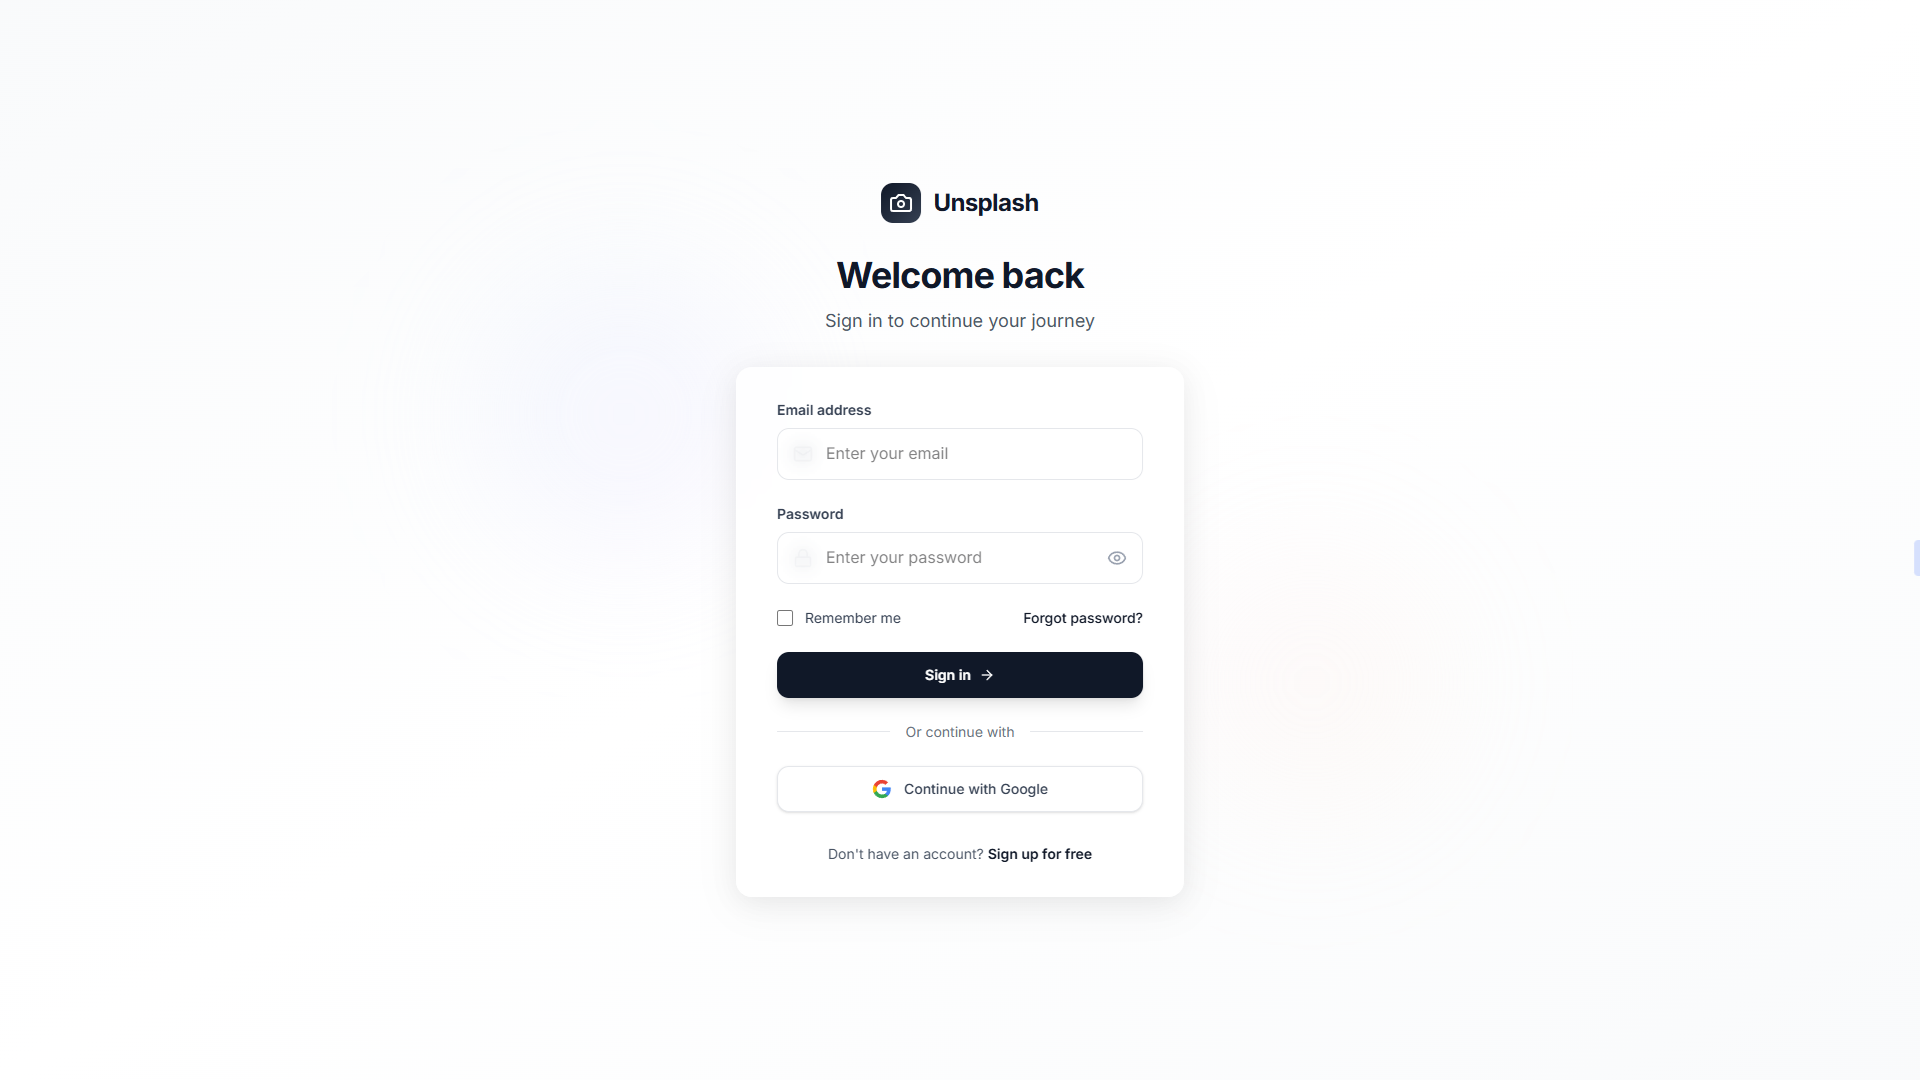 Unsplash
Welcome back
Sign in to continue your journey
Email address
Enter your email
Password
Enter your password
Remember me
Forgot password?
Sign in
Or continue with
Continue with Google
Don't have an account? Sign up for free